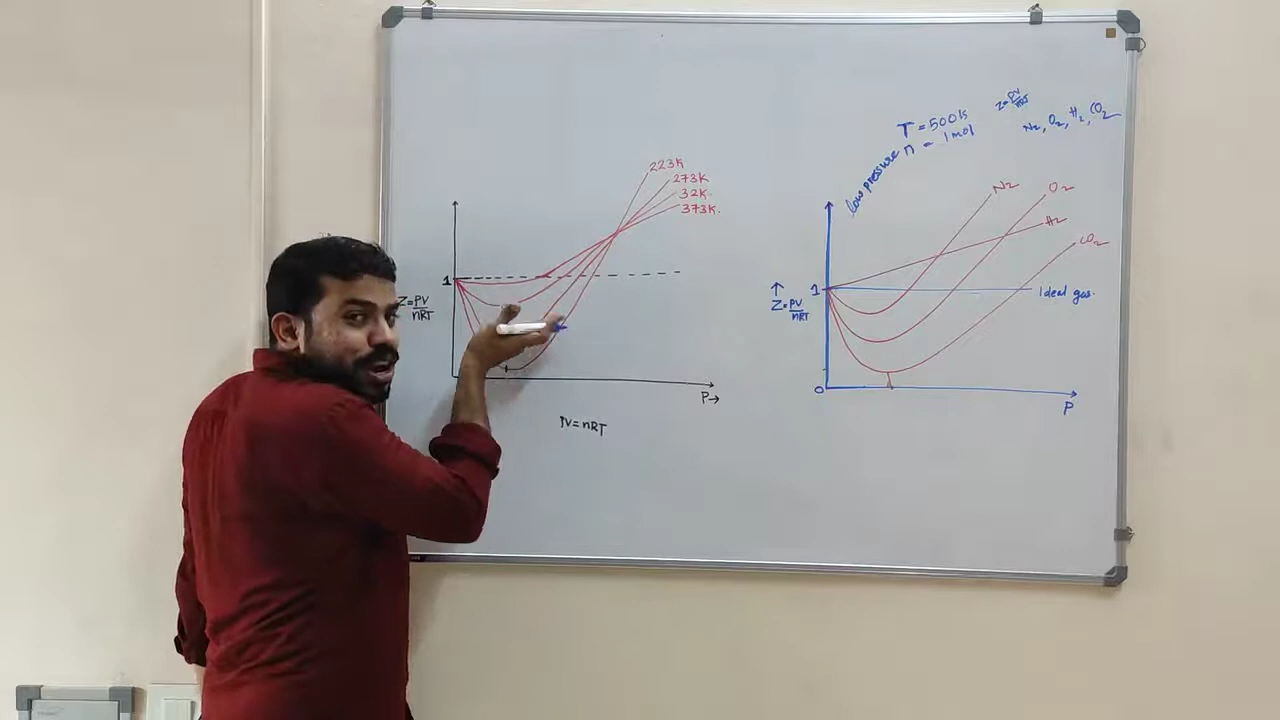 223K
273K
32K
373K.
1
Z=PV/nRT
P→
PV=nRT
T=500K
n = 1mol
low pressure
Z=PV/nRT
N2, O2, H2, CO2
N2
O2
H2
CO2
1
Ideal gas.
↑
Z=PV/nRT
0
P